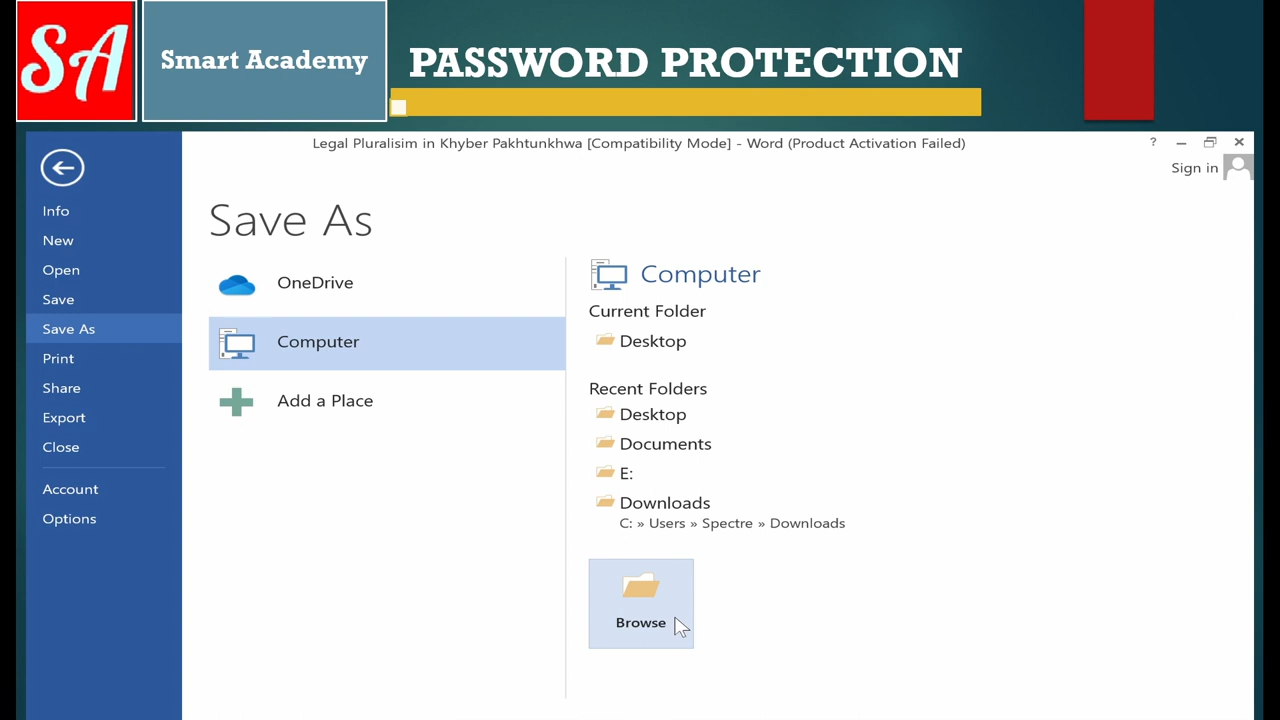 SA
Smart Academy
PASSWORD PROTECTION
Legal Pluralisim in Khyber Pakhtunkhwa [Compatibility Mode] - Word (Product Activation Failed)
?
Sign in
Info
New
Open
Save
Save As
Print
Share
Export
Close
Account
Options
Save As
OneDrive
Computer
Add a Place
Computer
Current Folder
Desktop
Recent Folders
Desktop
Documents
E:
Downloads
C: » Users » Spectre » Downloads
Browse